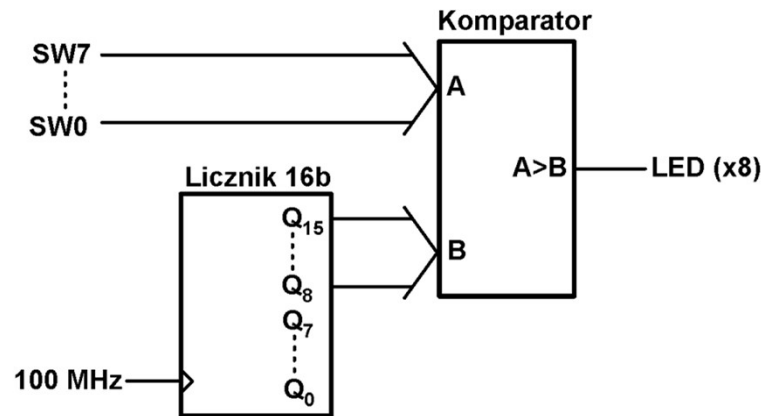 Komparator
SW7
SW0
A
A>B
LED (x8)
Licznik 16b
Q15
B
Q8
Q7
100 MHz
Q0